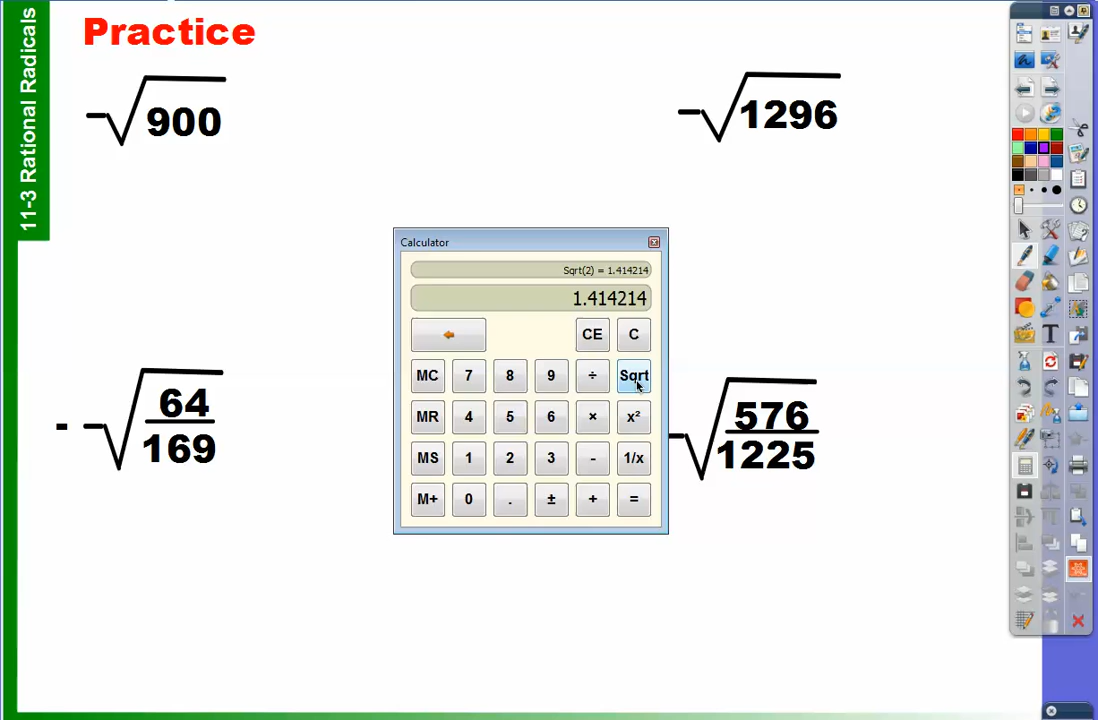 11-3 Rational Radicals
Practice
-√900
-√1296
- -√64/169
-√576/1225
Calculator
Sqrt(2) = 1.414214
1.414214
CE C
MC 7 8 9 ÷ Sqrt
MR 4 5 6 × x²
MS 1 2 3 - 1/x
M+ 0 . ± + =